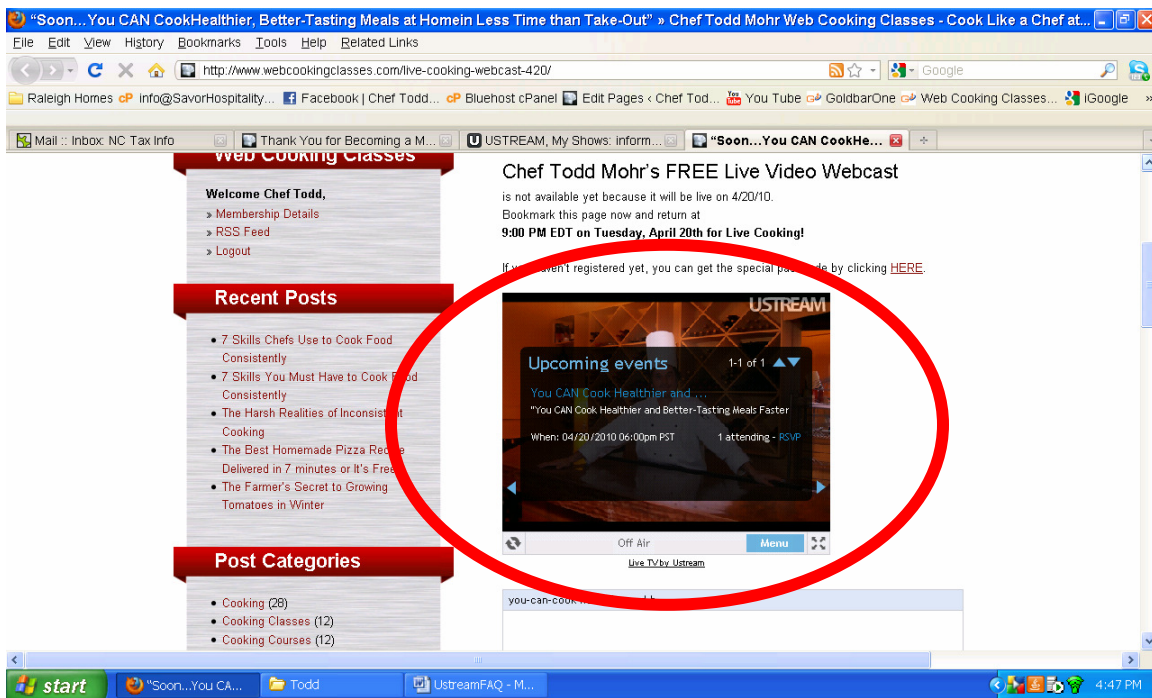 "Soon...You CAN CookHealthier, Better-Tasting Meals at Homein Less Time than Take-Out" » Chef Todd Mohr Web Cooking Classes - Cook Like a Chef at...
File Edit View History Bookmarks Tools Help Related Links
http://www.webcookingclasses.com/live-cooking-webcast-420/ Google
Raleigh Homes info@SavorHospitality... Facebook | Chef Todd... Bluehost cPanel Edit Pages ‹ Chef Tod... You Tube GoldbarOne Web Cooking Classes... iGoogle »
Mail :: Inbox: NC Tax Info Thank You for Becoming a M... USTREAM, My Shows: inform... "Soon...You CAN CookHe...
Web Cooking Classes
Welcome Chef Todd,
» Membership Details
» RSS Feed
» Logout
Recent Posts
• 7 Skills Chefs Use to Cook Food
Consistently
• 7 Skills You Must Have to Cook Food
Consistently
• The Harsh Realities of Inconsistent
Cooking
• The Best Homemade Pizza Recipe
Delivered in 7 minutes or It's Free
• The Farmer's Secret to Growing
Tomatoes in Winter
Post Categories
• Cooking (28)
• Cooking Classes (12)
• Cooking Courses (12)
Chef Todd Mohr's FREE Live Video Webcast
is not available yet because it will be live on 4/20/10.
Bookmark this page now and return at
9:00 PM EDT on Tuesday, April 20th for Live Cooking!
If you haven't registered yet, you can get the special passcode by clicking HERE.
USTREAM
Upcoming events 1-1 of 1
You CAN Cook Healthier and ...
"You CAN Cook Healthier and Better-Tasting Meals Faster
When: 04/20/2010 06:00pm PST 1 attending - RSVP
Off Air Menu
Live TV by Ustream
you-can-cook
start "Soon...You CA... Todd UstreamFAQ - M... 4:47 PM